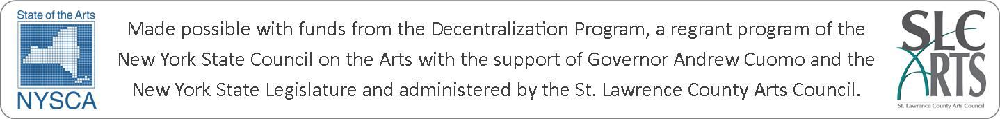 State of the Arts
NYSCA
Made possible with funds from the Decentralization Program, a regrant program of the
New York State Council on the Arts with the support of Governor Andrew Cuomo and the
New York State Legislature and administered by the St. Lawrence County Arts Council.
SLC
ARTS
St. Lawrence County Arts Council